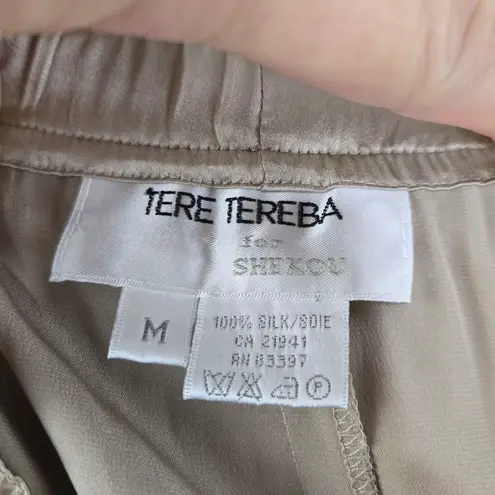 TERE TEREBA
for
SHEKOU
M
100% SILK/SOIE
CA 21941
RN 83397
P